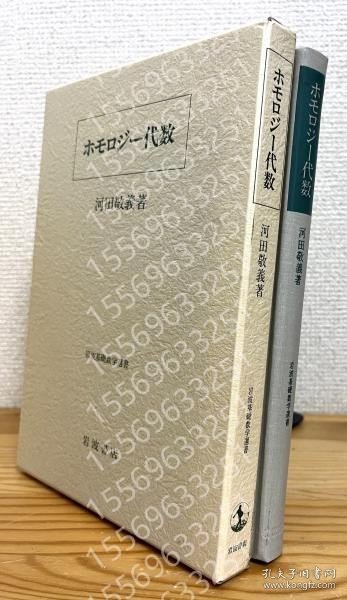 ホモロジー代数
河田敬義著
岩波基礎数学選書
岩波書店
ホモロジー代数
河田敬義著
岩波基礎数学選書
岩波書店
ホモロジー代数
河田敬義著
岩波基礎数学選書
孔夫子旧书网
www.kongfz.com